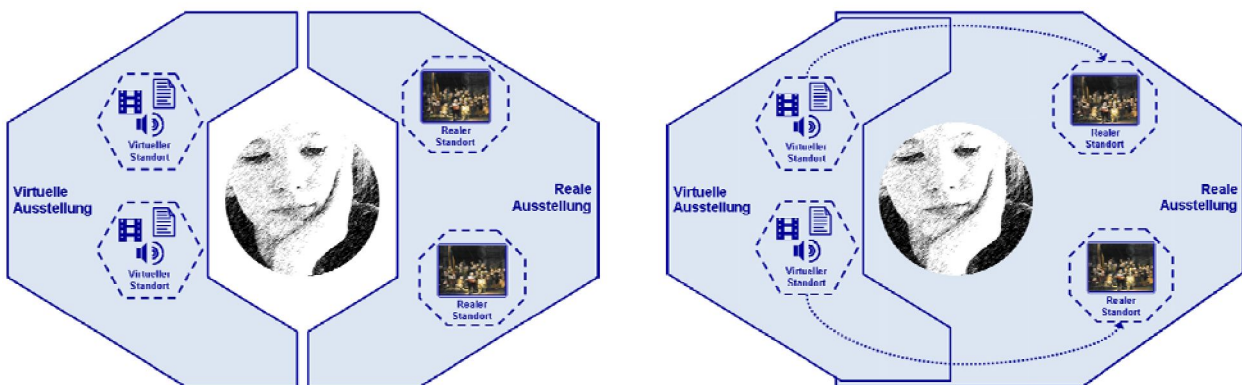 Virtueller
Standort
Realer
Standort
Virtuelle
Ausstellung
Reale
Ausstellung
Virtueller
Standort
Realer
Standort
Virtueller
Standort
Realer
Standort
Virtuelle
Ausstellung
Reale
Ausstellung
Virtueller
Standort
Realer
Standort